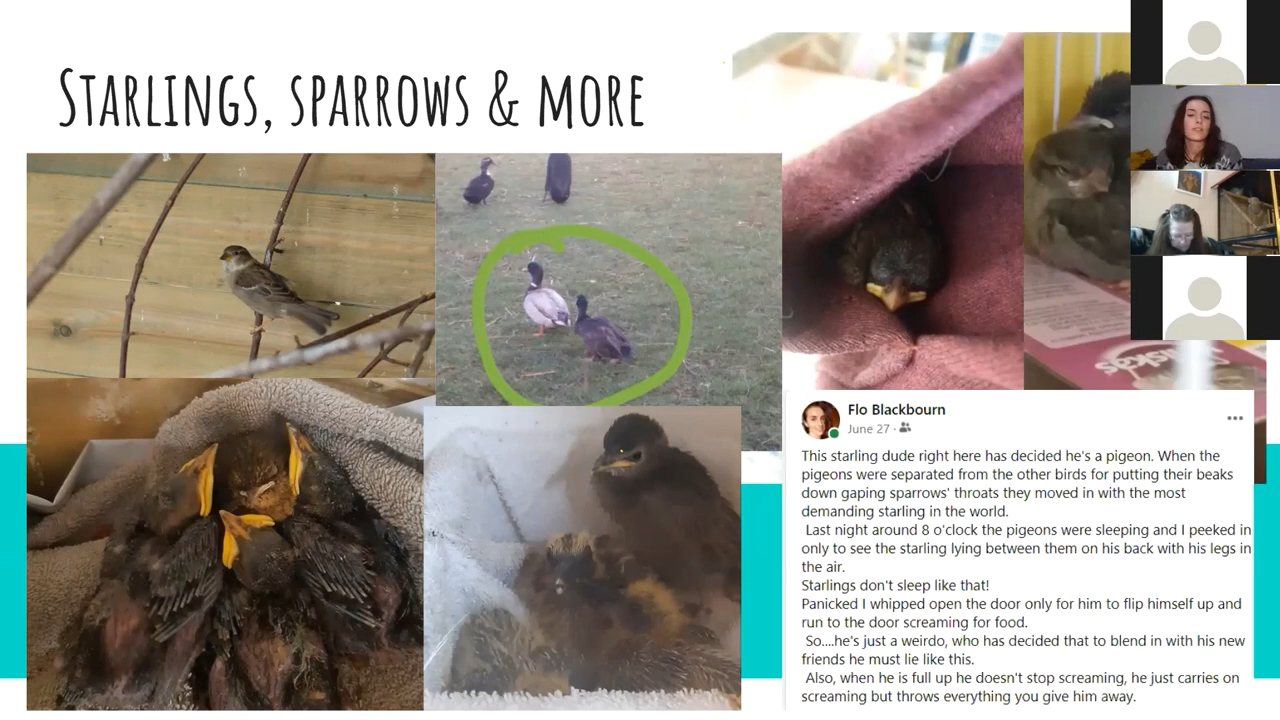 STARLINGS, SPARROWS & MORE
Flo Blackbourn
June 27 ·
This starling dude right here has decided he's a pigeon. When the
pigeons were separated from the other birds for putting their beaks
down gaping sparrows' throats they moved in with the most
demanding starling in the world.
Last night around 8 o'clock the pigeons were sleeping and I peeked in
only to see the starling lying between them on his back with his legs in
the air.
Starlings don't sleep like that!
Panicked I whipped open the door only for him to flip himself up and
run to the door screaming for food.
So....he's just a weirdo, who has decided that to blend in with his new
friends he must lie like this.
Also, when he is full up he doesn't stop screaming, he just carries on
screaming but throws everything you give him away.